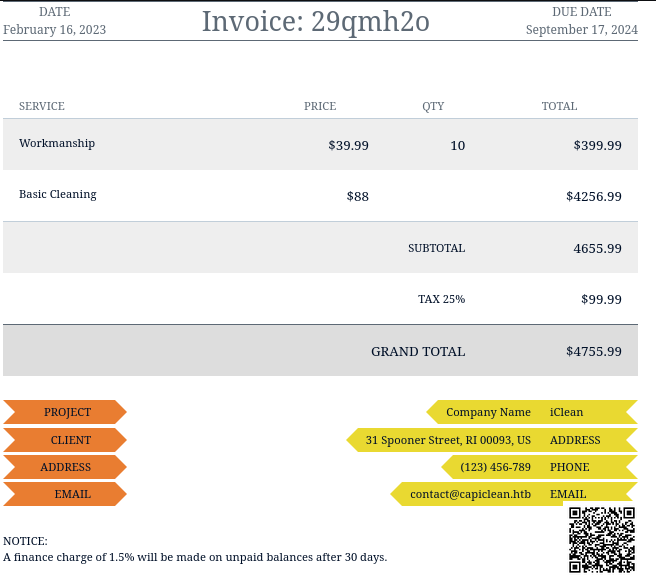 DATE
February 16, 2023
Invoice: 29qmh2o
DUE DATE
September 17, 2024
SERVICE PRICE QTY TOTAL
Workmanship $39.99 10 $399.99
Basic Cleaning $88 $4256.99
SUBTOTAL 4655.99
TAX 25% $99.99
GRAND TOTAL $4755.99
PROJECT
CLIENT
ADDRESS
EMAIL
Company Name iClean
31 Spooner Street, RI 00093, US ADDRESS
(123) 456-789 PHONE
contact@capiclean.htb EMAIL
NOTICE:
A finance charge of 1.5% will be made on unpaid balances after 30 days.